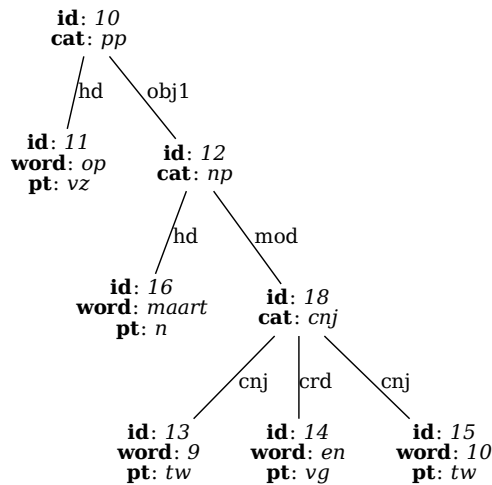 id: 10
cat: pp
hd
obj1
id: 11
word: op
pt: vz
id: 12
cat: np
hd
mod
id: 16
word: maart
pt: n
id: 18
cat: cnj
cnj
crd
cnj
id: 13
word: 9
pt: tw
id: 14
word: en
pt: vg
id: 15
word: 10
pt: tw